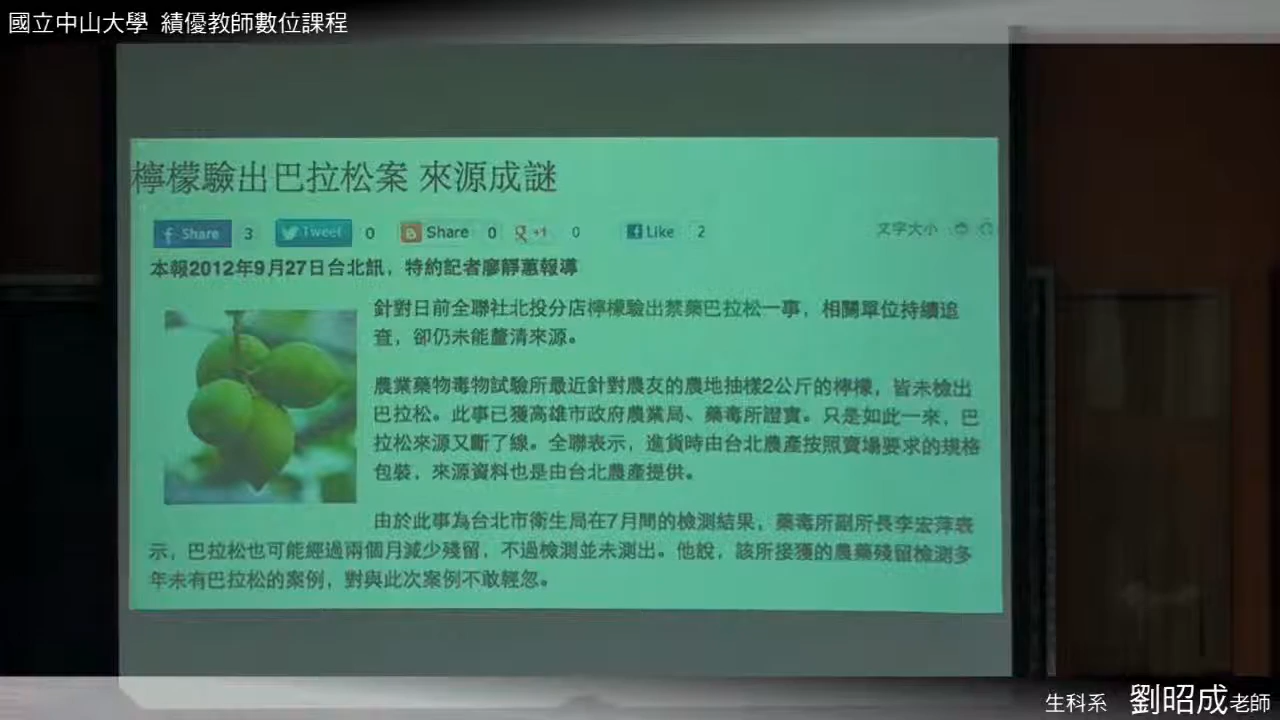 國立中山大學 績優教師數位課程
檸檬驗出巴拉松案 來源成謎
Share 3 Tweet 0 Share 0 +1 0 Like 2 文字大小
本報2012年9月27日台北訊，特約記者廖靜蕙報導
針對日前全聯社北投分店檸檬驗出禁藥巴拉松一事，相關單位持續追
查，卻仍未能釐清來源。
農業藥物毒物試驗所最近針對農友的農地抽樣2公斤的檸檬，皆未檢出
巴拉松。此事已獲高雄市政府農業局、藥毒所證實。只是如此一來，巴
拉松來源又斷了線。全聯表示，進貨時由台北農產按照賣場要求的規格
包裝，來源資料也是由台北農產提供。
由於此事為台北市衛生局在7月間的檢測結果，藥毒所副所長李宏萍表
示，巴拉松也可能經過兩個月減少殘留，不過檢測並未測出。他說，該所接獲的農藥殘留檢測多
年未有巴拉松的案例，對與此次案例不敢輕忽。
生科系 劉昭成老師